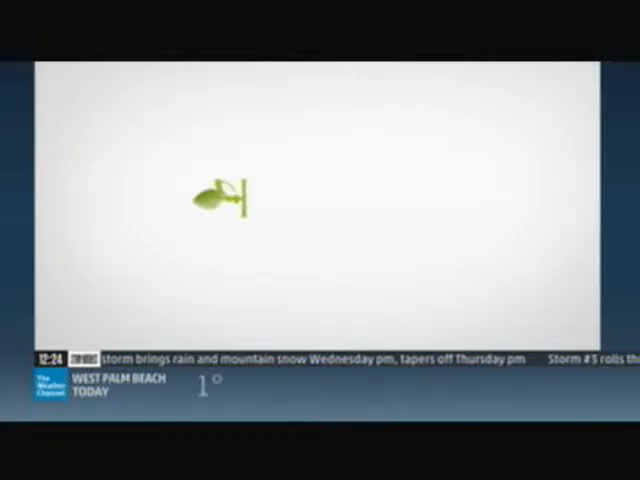 12:24 storm brings rain and mountain snow Wednesday pm, tapers off Thursday pm Storm #3 rolls thr
The
Weather
Channel
WEST PALM BEACH
TODAY
1°